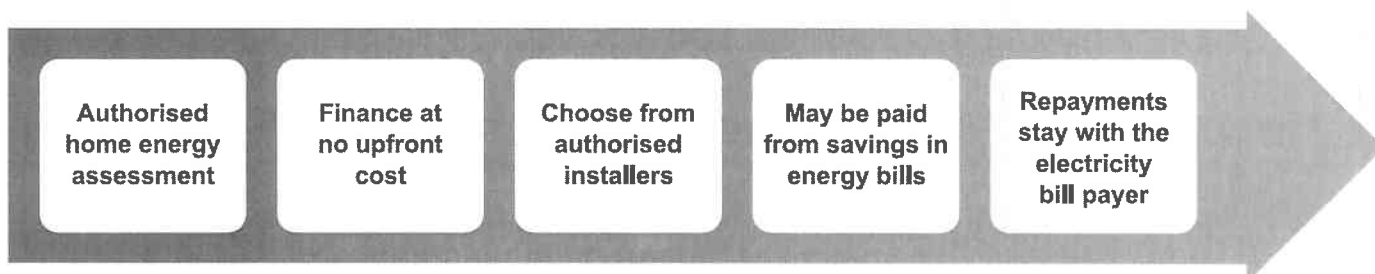 Authorised
home energy
assessment
Finance at
no upfront
cost
Choose from
authorised
installers
May be paid
from savings in
energy bills
Repayments
stay with the
electricity
bill payer